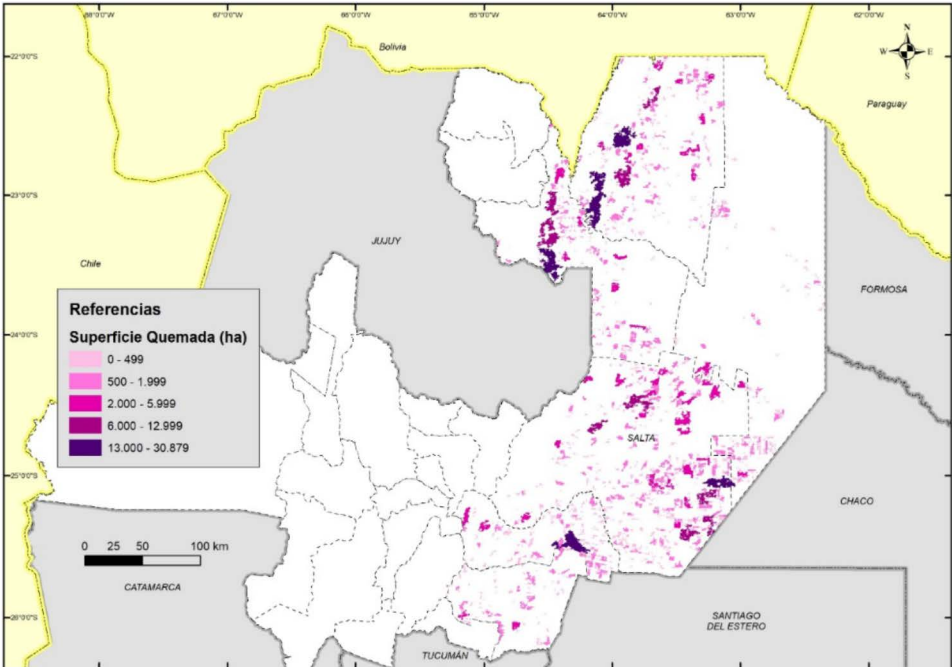 68°0'0"S
67°0'0"S
66°0'0"S
65°0'0"S
64°0'0"S
63°0'0"S
62°0'0"S
Bolivia
N
W E
S
22°0'0"S
Paraguay
23°0'0"S
JUJUY
Chile
FORMOSA
Referencias
Superficie Quemada (ha)
0 - 499
500 - 1.999
2.000 - 5.999
6.000 - 12.999
13.000 - 30.879
24°0'0"S
SALTA
25°0'0"S
CHACO
0 25 50 100 km
CATAMARCA
26°0'0"S
SANTIAGO
DEL ESTERO
TUCUMÁN